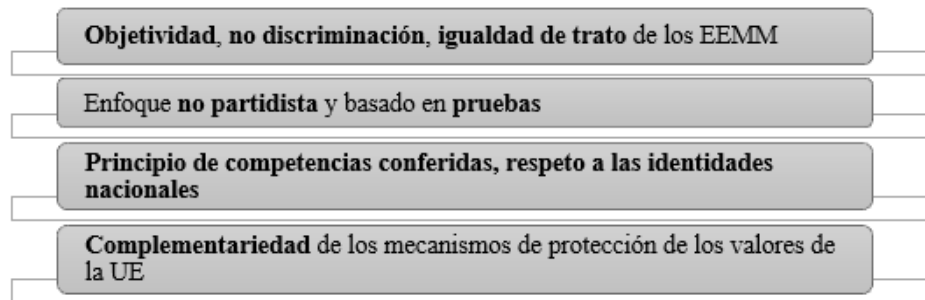 Objetividad, no discriminación, igualdad de trato de los EEMM
Enfoque no partidista y basado en pruebas
Principio de competencias conferidas, respeto a las identidades
nacionales
Complementariedad de los mecanismos de protección de los valores de
la UE